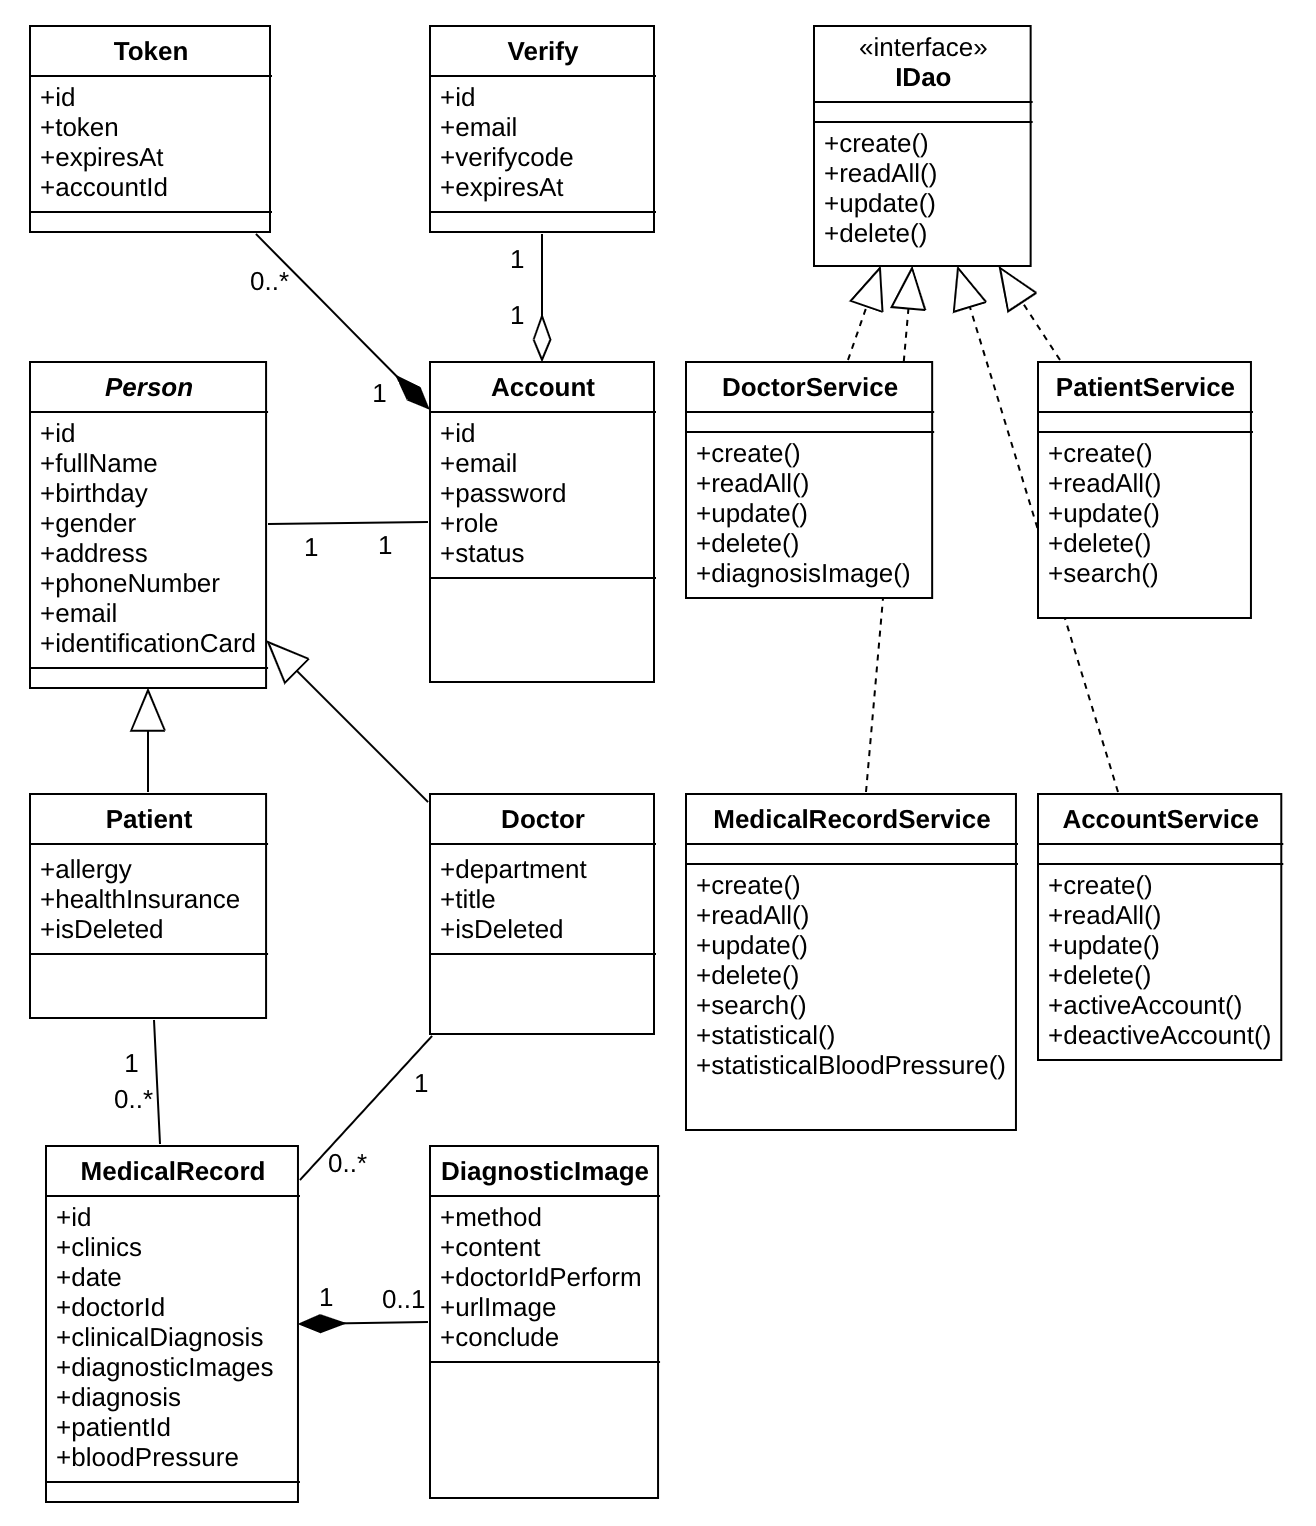 Token
+id
+token
+expiresAt
+accountId
Verify
+id
+email
+verifycode
+expiresAt
«interface»
IDao
+create()
+readAll()
+update()
+delete()
0..*
1
1
1
Person
+id
+fullName
+birthday
+gender
+address
+phoneNumber
+email
+identificationCard
1
1
Account
+id
+email
+password
+role
+status
DoctorService
+create()
+readAll()
+update()
+delete()
+diagnosisImage()
PatientService
+create()
+readAll()
+update()
+delete()
+search()
Patient
+allergy
+healthInsurance
+isDeleted
Doctor
+department
+title
+isDeleted
MedicalRecordService
+create()
+readAll()
+update()
+delete()
+search()
+statistical()
+statisticalBloodPressure()
AccountService
+create()
+readAll()
+update()
+delete()
+activeAccount()
+deactiveAccount()
1
0..*
1
0..*
MedicalRecord
+id
+clinics
+date
+doctorId
+clinicalDiagnosis
+diagnosticImages
+diagnosis
+patientId
+bloodPressure
1
0..1
DiagnosticImage
+method
+content
+doctorIdPerform
+urlImage
+conclude